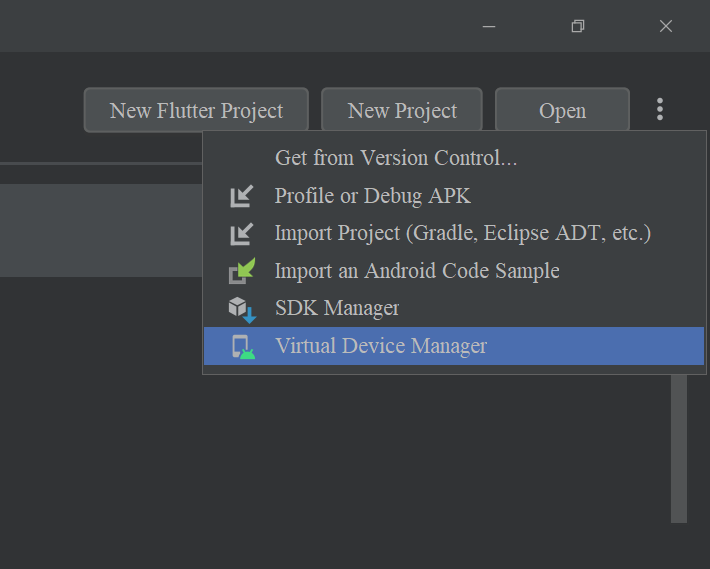 New Flutter Project
New Project
Open
Get from Version Control...
Profile or Debug APK
Import Project (Gradle, Eclipse ADT, etc.)
Import an Android Code Sample
SDK Manager
Virtual Device Manager